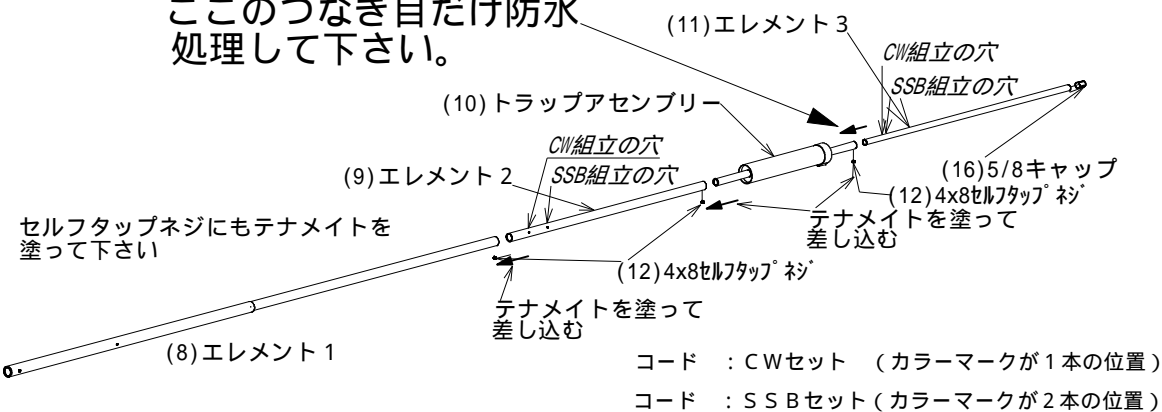 ここのつなぎ目だけ防水
処理して下さい。
(11)エレメント3
CW組立の穴
SSB組立の穴
(10)トラップアセンブリー
CW組立の穴
SSB組立の穴
(9)エレメント2
(16)5/8キャップ
(12)4x8セルフタップネジ
テナメイトを塗って
差し込む
セルフタップネジにもテナメイトを
塗って下さい
(12)4x8セルフタップネジ
テナメイトを塗って
差し込む
(8)エレメント1
コード :CWセット (カラーマークが1本の位置)
コード :SSBセット(カラーマークが2本の位置)